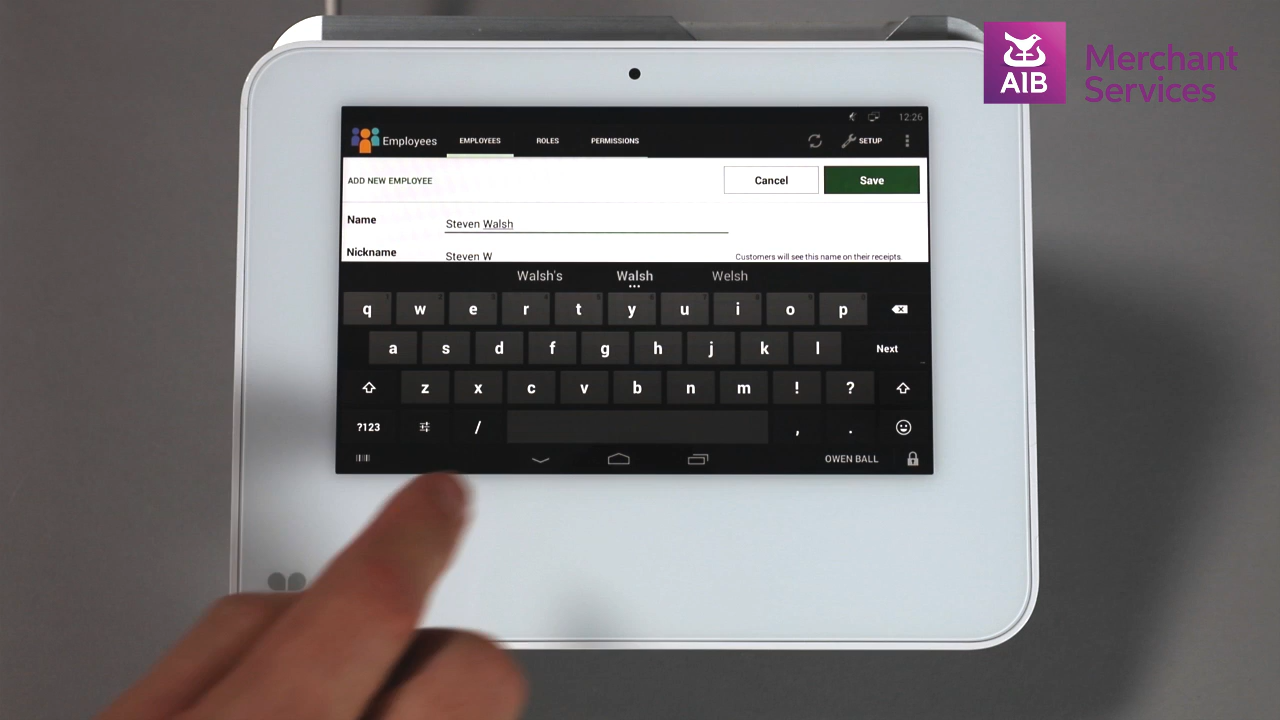 AIB
Merchant
Services
12:26
Employees
EMPLOYEES
ROLES
PERMISSIONS
SETUP
ADD NEW EMPLOYEE
Cancel
Save
Name
Steven Walsh
Nickname
Steven W
Customers will see this name on their receipts.
Walsh's
Walsh
Welsh
q w e r t y u i o p
a s d f g h j k l Next
z x c v b n m ! ?
?123 / , .
OWEN BALL